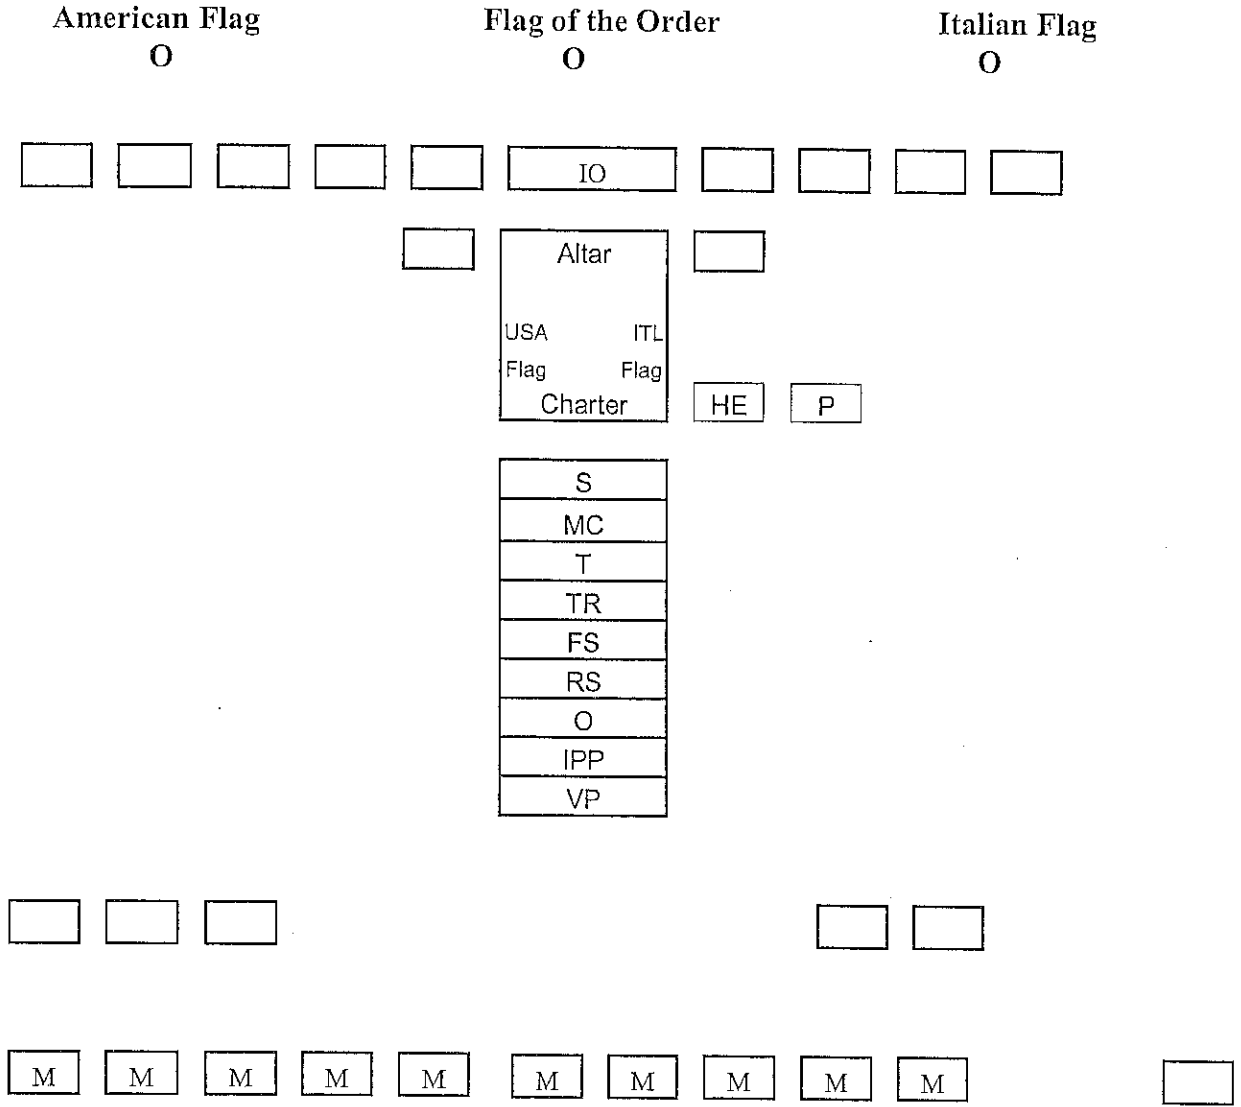 American Flag Flag of the Order Italian Flag
O O O
IO
Altar
USA ITL
Flag Flag
Charter HE P
S
MC
T
TR
FS
RS
O
IPP
VP
M M M M M M M M M M